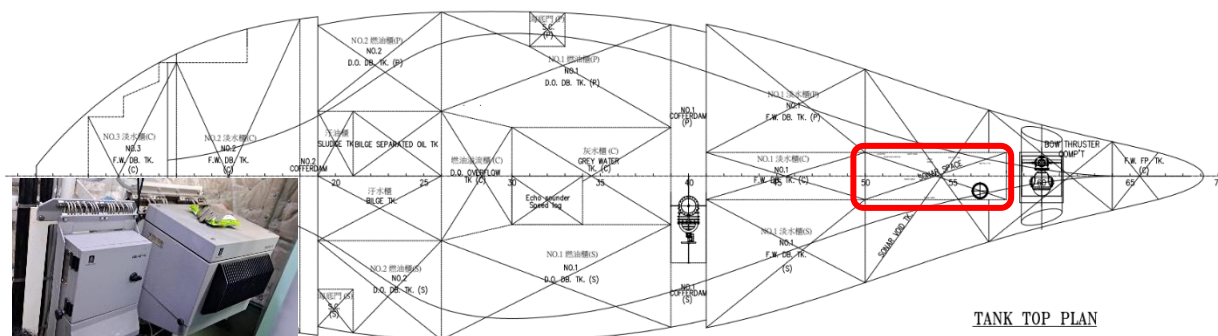 海底門 (P)
S.C.
(P)
NO.2 燃油櫃(P)
NO.2
D.O. DB. TK. (P)
NO.1 燃油櫃(P)
NO.1
D.O. DB. TK. (P)
NO.1
COFFERDAM
(P)
NO.1 淡水櫃(P)
NO.1
F.W. DB. TK. (P)
NO.3 淡水櫃(C)
NO.3
F.W. DB. TK.
(C)
NO.2 淡水櫃(C)
NO.2
F.W. DB. TK.
(C)
NO.2
COFFERDAM
汙油櫃
SLUDGE TK
BILGE SEPARATED OIL TK
燃油溢流櫃(C)
D.O. OVERFLOW
TK (C)
灰水櫃 (C)
GREY WATER
TK. (C)
NO.1 淡水櫃(C)
NO.1
F.W. DB. TK. (C)
SONAR SPACE
BOW THRUSTER
COMP'T
F.W. FP. TK.
(C)
20
25
30
35
40
45
50
55
65
汙水櫃
BILGE TK.
Echo sounder
Speed log
SONAR VOID TK.
NO.2 燃油櫃(S)
NO.2
D.O. DB. TK. (S)
NO.1 燃油櫃(S)
NO.1
D.O. DB. TK. (S)
NO.1 淡水櫃(S)
NO.1
F.W. DB. TK.
(S)
海底門 (S)
S.C.
(S)
NO.1
COFFERDAM
(S)
TANK TOP PLAN